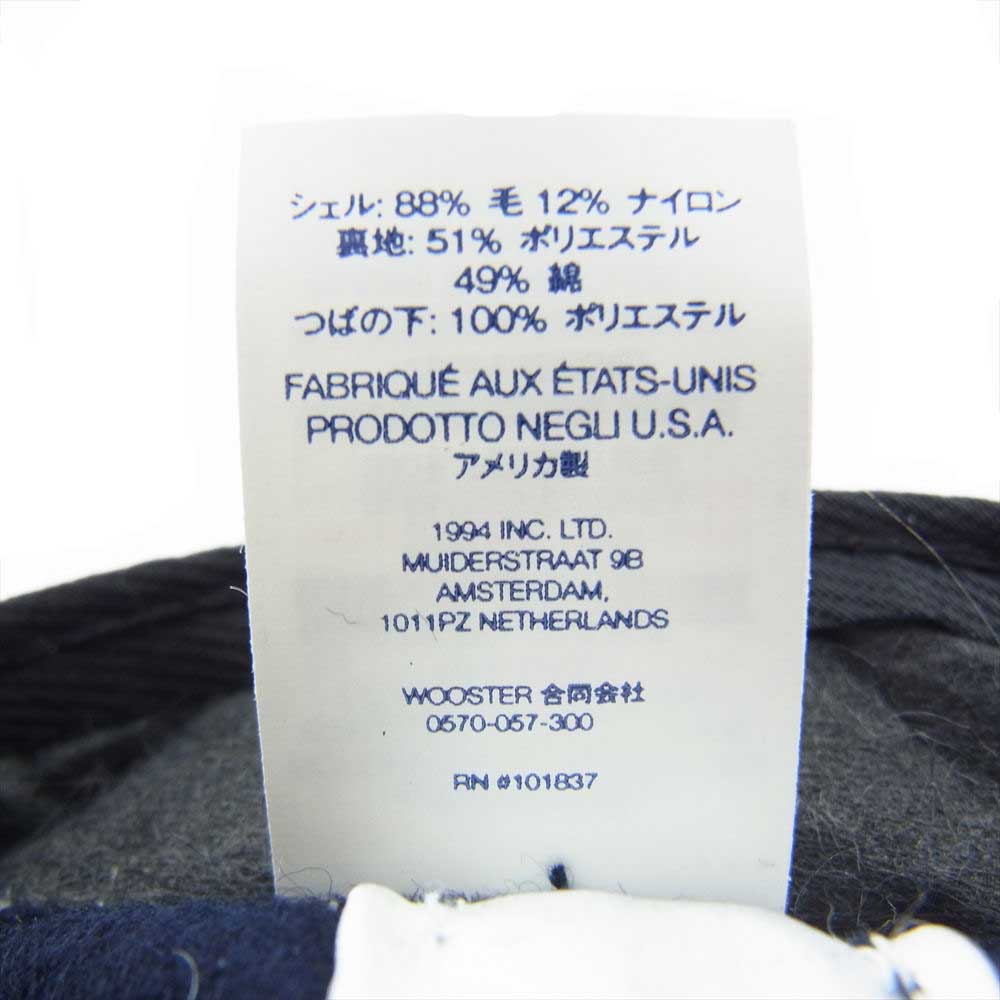 シェル: 88% 毛 12% ナイロン
裏地: 51% ポリエステル
49% 綿
つばの下: 100% ポリエステル
FABRIQUÉ AUX ÉTATS-UNIS
PRODOTTO NEGLI U.S.A.
アメリカ製
1994 INC. LTD.
MUIDERSTRAAT 9B
AMSTERDAM,
1011PZ NETHERLANDS
WOOSTER 合同会社
0570-057-300
RN #101837